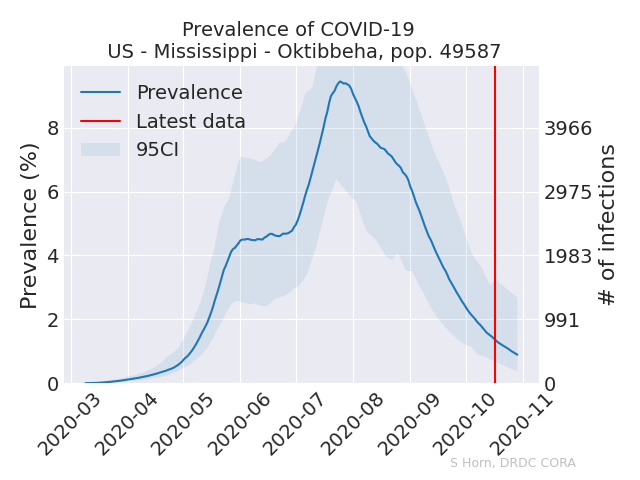 Prevalence of COVID-19
US - Mississippi - Oktibbeha, pop. 49587
Prevalence
Latest data
95CI
Prevalence (%)
8
6
4
2
0
3966
2975
1983
991
0
# of infections
2020-03
2020-04
2020-05
2020-06
2020-07
2020-08
2020-09
2020-10
2020-11
S Horn, DRDC CORA